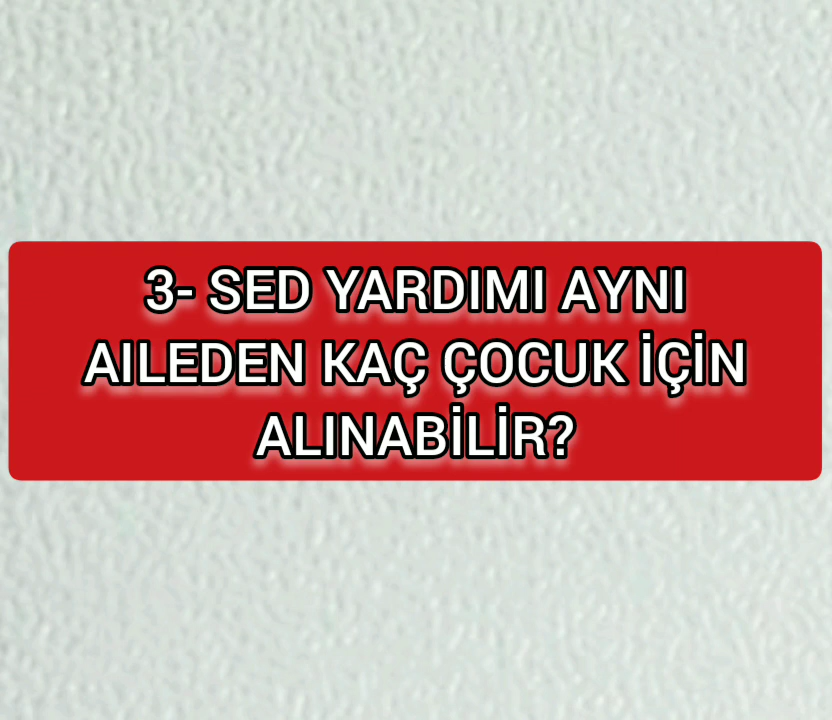 3- SED YARDIMI AYNI
AILEDEN KAÇ ÇOCUK İÇİN
ALINABİLİR?